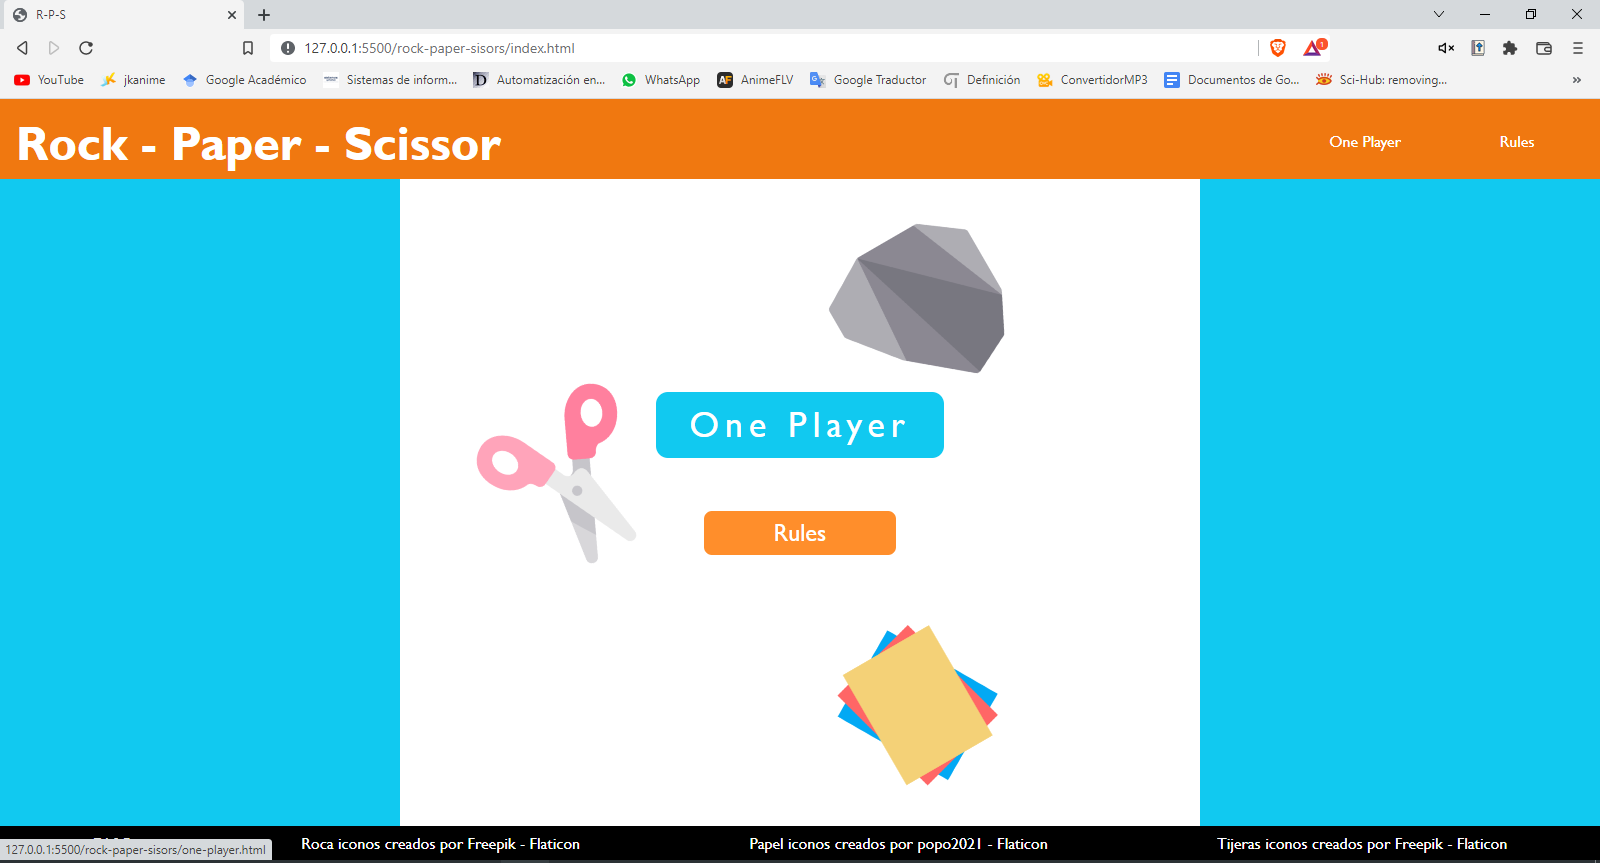 R-P-S
127.0.0.1:5500/rock-paper-sisors/index.html
1
YouTube jkanime Google Académico Sistemas de inform... Automatización en... WhatsApp AnimeFLV Google Traductor Definición ConvertidorMP3 Documentos de Go... Sci-Hub: removing... »
Rock - Paper - Scissor One Player Rules
One Player
Rules
Roca iconos creados por Freepik - Flaticon Papel iconos creados por popo2021 - Flaticon Tijeras iconos creados por Freepik - Flaticon
127.0.0.1:5500/rock-paper-sisors/one-player.html